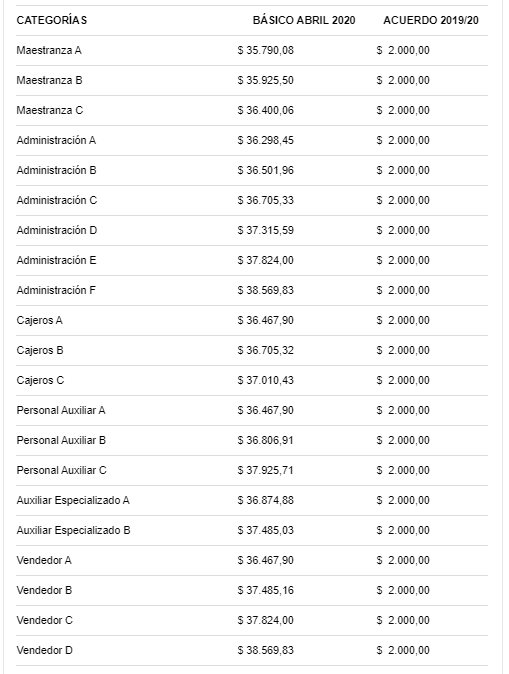 CATEGORÍAS BÁSICO ABRIL 2020 ACUERDO 2019/20
Maestranza A $ 35.790,08 $ 2.000,00
Maestranza B $ 35.925,50 $ 2.000,00
Maestranza C $ 36.400,06 $ 2.000,00
Administración A $ 36.298,45 $ 2.000,00
Administración B $ 36.501,96 $ 2.000,00
Administración C $ 36.705,33 $ 2.000,00
Administración D $ 37.315,59 $ 2.000,00
Administración E $ 37.824,00 $ 2.000,00
Administración F $ 38.569,83 $ 2.000,00
Cajeros A $ 36.467,90 $ 2.000,00
Cajeros B $ 36.705,32 $ 2.000,00
Cajeros C $ 37.010,43 $ 2.000,00
Personal Auxiliar A $ 36.467,90 $ 2.000,00
Personal Auxiliar B $ 36.806,91 $ 2.000,00
Personal Auxiliar C $ 37.925,71 $ 2.000,00
Auxiliar Especializado A $ 36.874,88 $ 2.000,00
Auxiliar Especializado B $ 37.485,03 $ 2.000,00
Vendedor A $ 36.467,90 $ 2.000,00
Vendedor B $ 37.485,16 $ 2.000,00
Vendedor C $ 37.824,00 $ 2.000,00
Vendedor D $ 38.569,83 $ 2.000,00